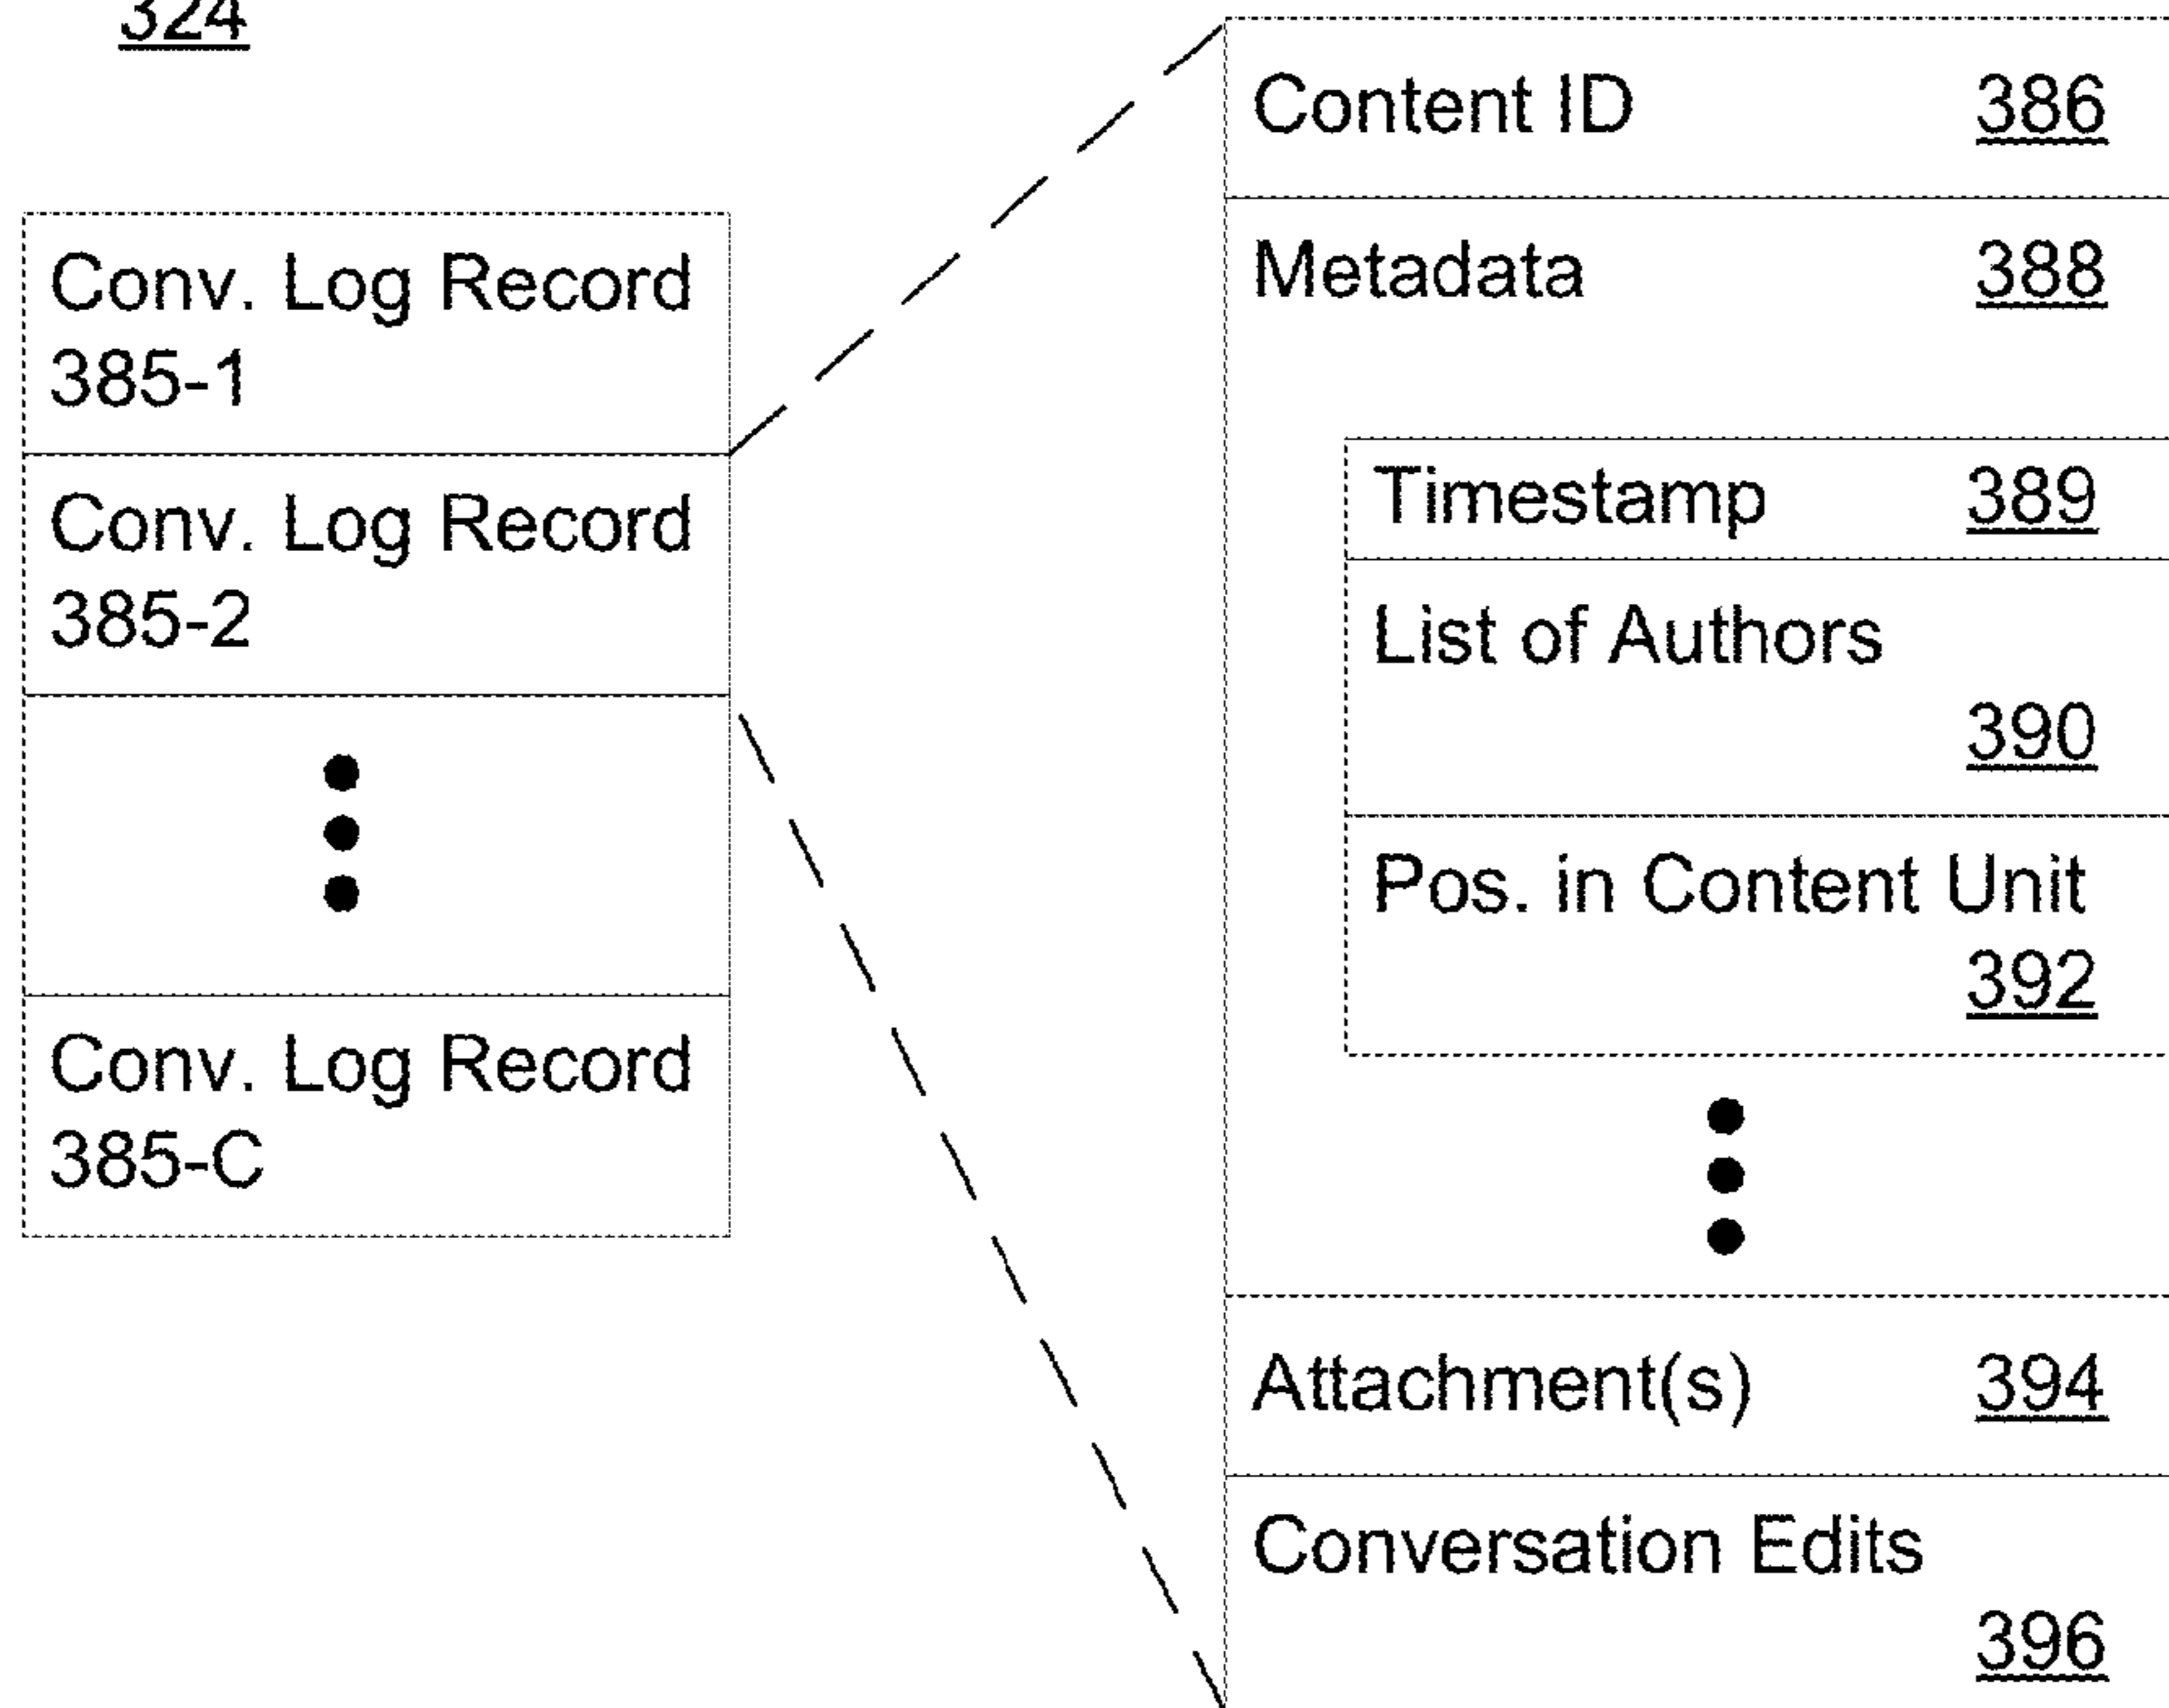 324
Conv. Log Record
385-1
Conv. Log Record
385-2
Conv. Log Record
385-C
Content ID 386
Metadata 388
Timestamp 389
List of Authors
390
Pos. in Content Unit
392
Attachment(s) 394
Conversation Edits
396